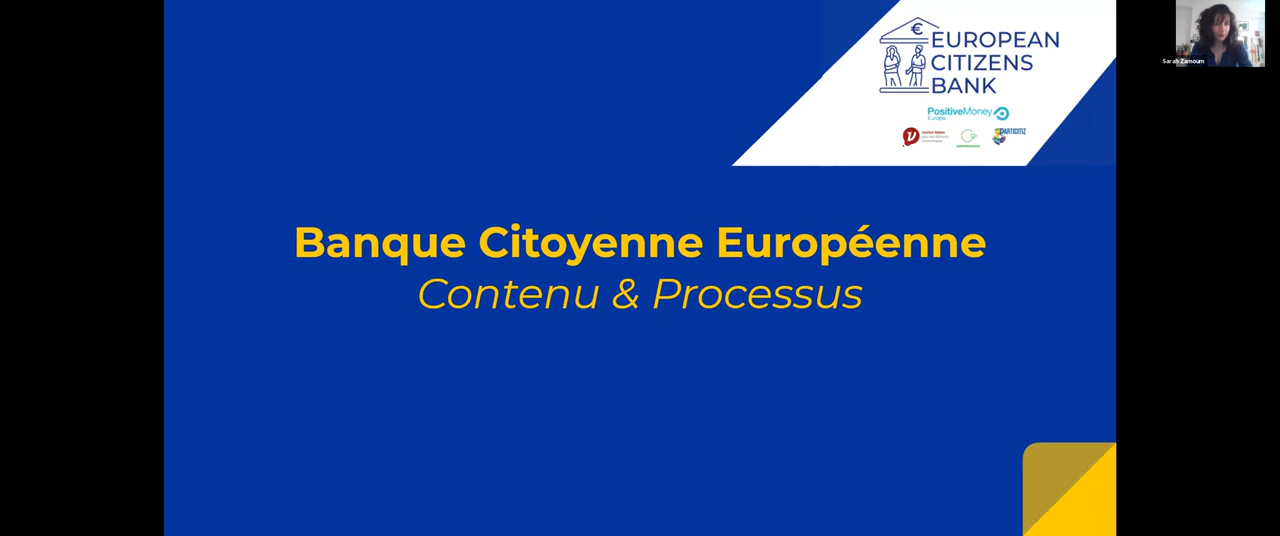 €
EUROPEAN
CITIZENS
BANK
PositiveMoney
Europe
PARTICITIZ
Sarah Zamoum
Banque Citoyenne Européenne
Contenu & Processus